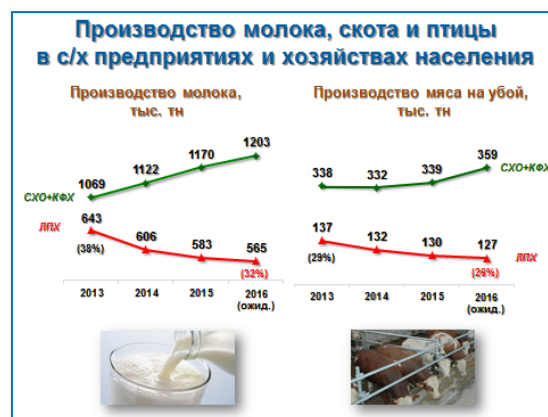 Производство молока, скота и птицы
в с/х предприятиях и хозяйствах населения
Производство молока,
тыс. тн
1069
1122
1170
1203
СХО+КФХ
643
606
583
565
ЛПХ
(38%)
(32%)
2013
2014
2015
2016
(ожид.)
Производство мяса на убой,
тыс. тн
338
332
339
359
СХО+КФХ
137
132
130
127
ЛПХ
(29%)
(26%)
2013
2014
2015
2016
(ожид.)